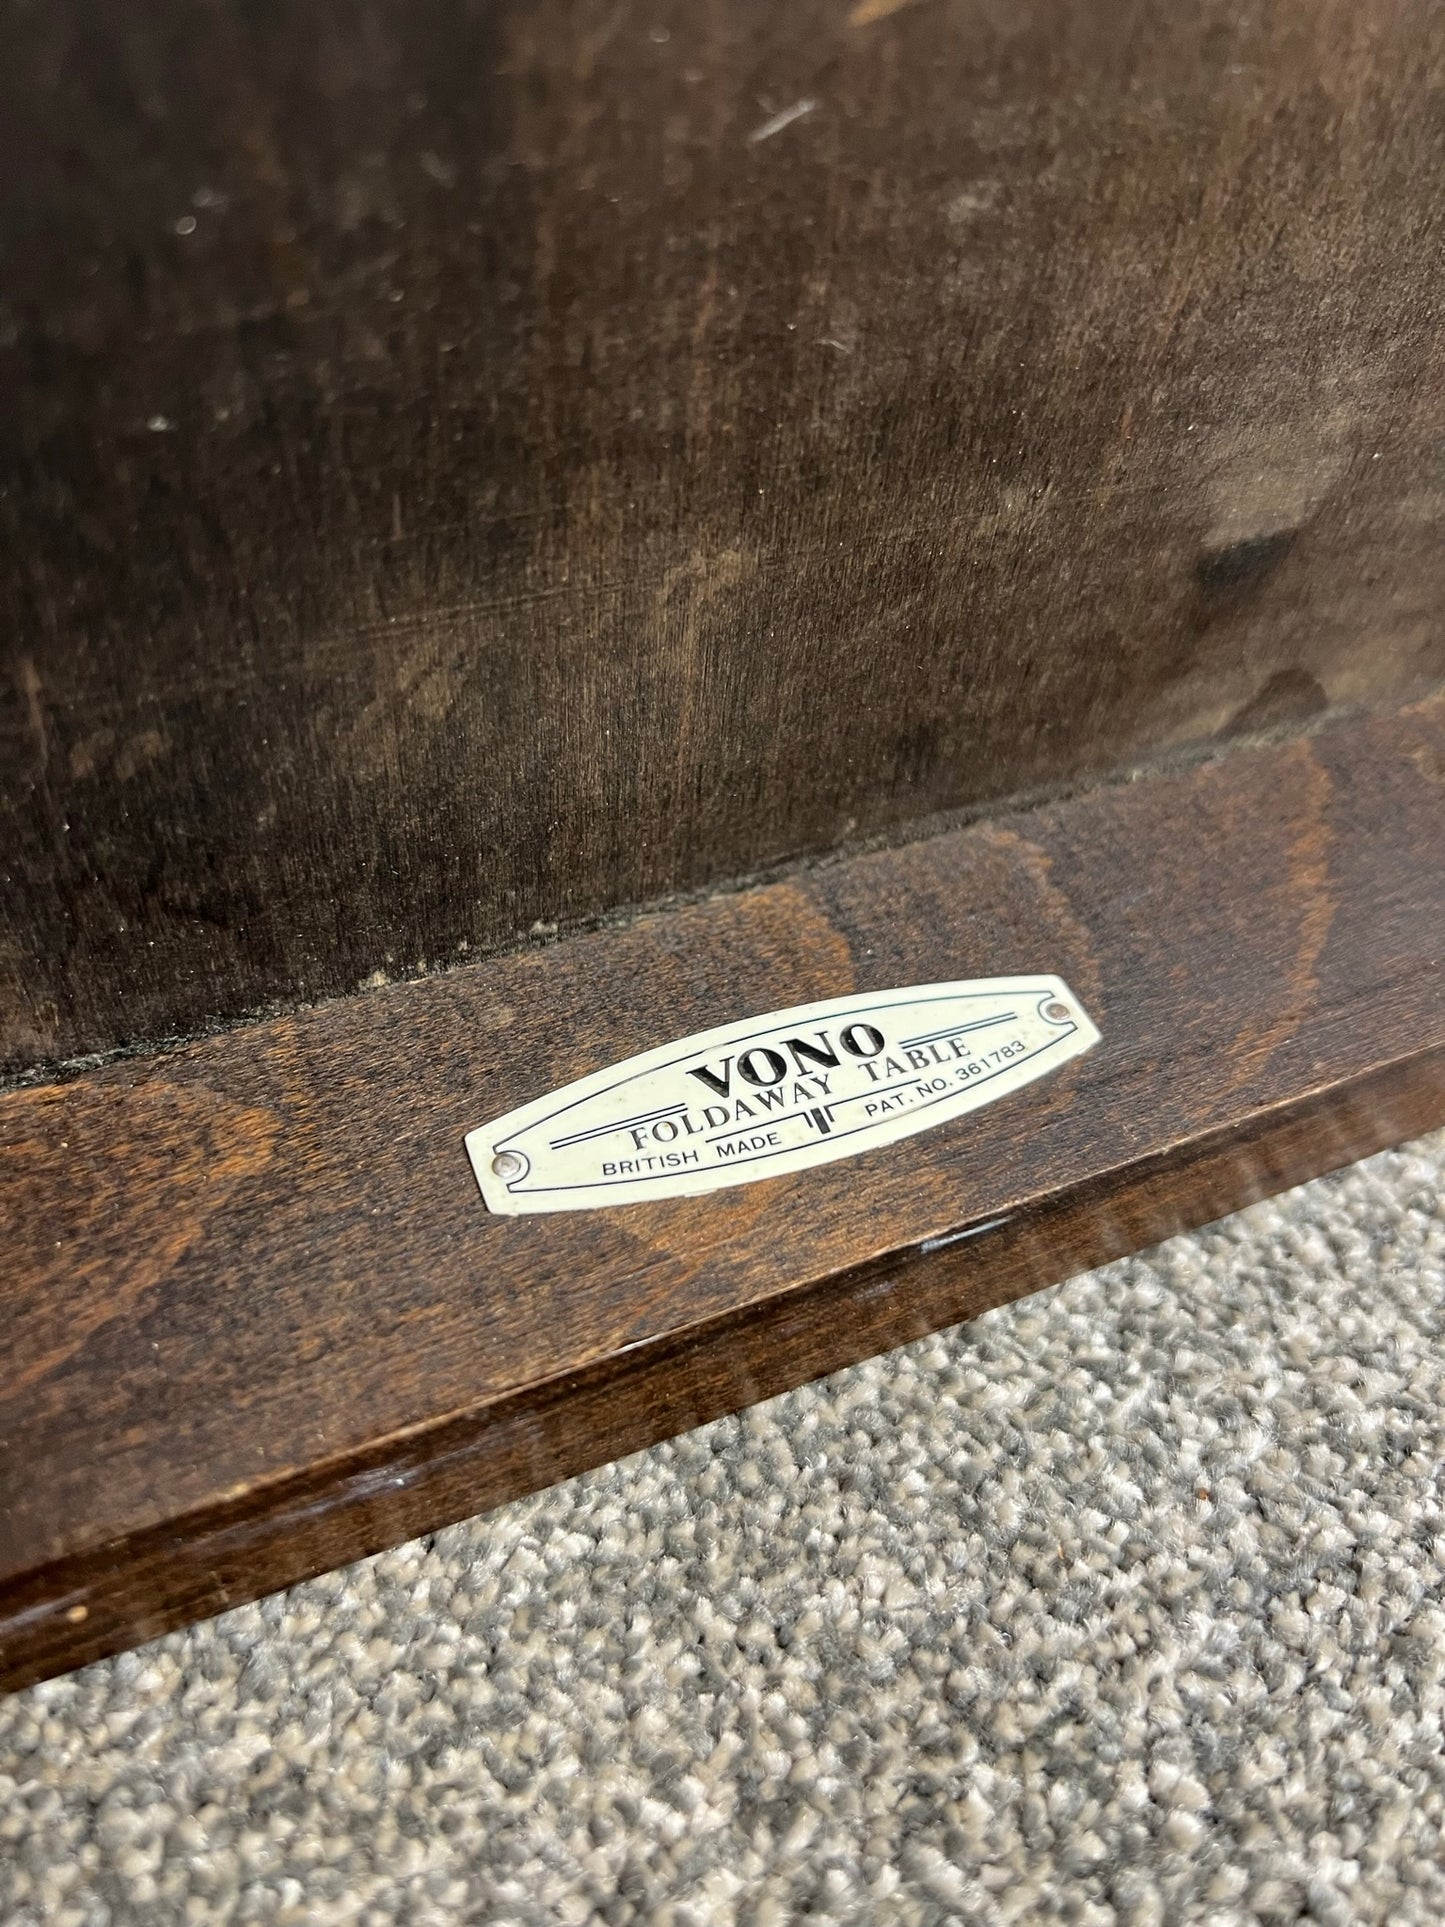 VONO
FOLDAWAY TABLE
BRITISH MADE PAT. NO. 361783